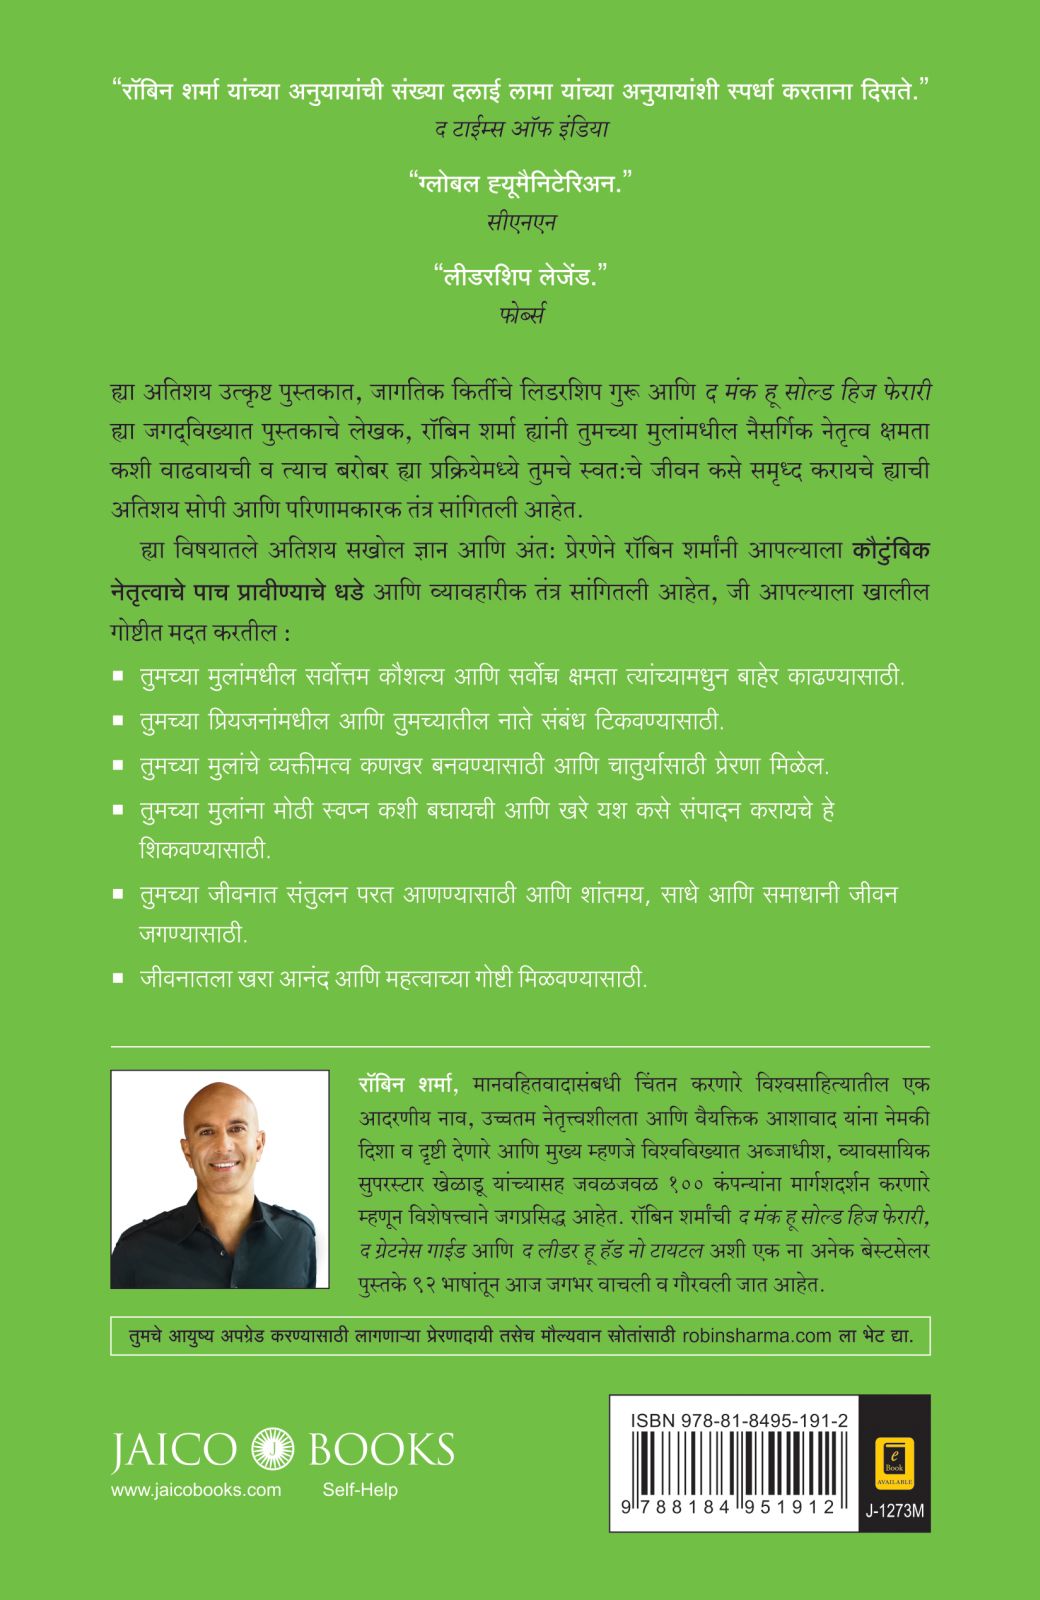 “रॉबिन शर्मा यांच्या अनुयायांची संख्या दलाई लामा यांच्या अनुयायांशी स्पर्धा करताना दिसते.”
द टाईम्स ऑफ इंडिया
“ग्लोबल ह्यूमैनिटेरिअन.”
सीएनएन
“लीडरशिप लेजेंड.”
फोर्ब्स
ह्या अतिशय उत्कृष्ट पुस्तकात, जागतिक किर्तीचे लिडरशिप गुरू आणि द मंक हू सोल्ड हिज फेरारी
ह्या जगद्‌विख्यात पुस्तकाचे लेखक, रॉबिन शर्मा ह्यांनी तुमच्या मुलांमधील नैसर्गिक नेतृत्व क्षमता
कशी वाढवायची व त्याच बरोबर ह्या प्रक्रियेमध्ये तुमचे स्वत:चे जीवन कसे समृध्द करायचे ह्याची
अतिशय सोपी आणि परिणामकारक तंत्र सांगितली आहेत.
ह्या विषयातले अतिशय सखोल ज्ञान आणि अंत: प्रेरणेने रॉबिन शर्मांनी आपल्याला कौटुंबिक
नेतृत्वाचे पाच प्रावीण्याचे धडे आणि व्यावहारीक तंत्र सांगितली आहेत, जी आपल्याला खालील
गोष्टीत मदत करतील :
▪ तुमच्या मुलांमधील सर्वोत्तम कौशल्य आणि सर्वोच्च क्षमता त्यांच्यामधुन बाहेर काढण्यासाठी.
▪ तुमच्या प्रियजनांमधील आणि तुमच्यातील नाते संबंध टिकवण्यासाठी.
▪ तुमच्या मुलांचे व्यक्तीमत्व कणखर बनवण्यासाठी आणि चातुर्यासाठी प्रेरणा मिळेल.
▪ तुमच्या मुलांना मोठी स्वप्न कशी बघायची आणि खरे यश कसे संपादन करायचे हे
शिकवण्यासाठी.
▪ तुमच्या जीवनात संतुलन परत आणण्यासाठी आणि शांतमय, साधे आणि समाधानी जीवन
जगण्यासाठी.
▪ जीवनातला खरा आनंद आणि महत्वाच्या गोष्टी मिळवण्यासाठी.
रॉबिन शर्मा, मानवहितवादासंबधी चिंतन करणारे विश्वसाहित्यातील एक
आदरणीय नाव, उच्चतम नेतृत्त्वशीलता आणि वैयक्तिक आशावाद यांना नेमकी
दिशा व दृष्टी देणारे आणि मुख्य म्हणजे विश्वविख्यात अब्जाधीश, व्यावसायिक
सुपरस्टार खेळाडू यांच्यासह जवळजवळ १०० कंपन्यांना मार्गशदर्शन करणारे
म्हणून विशेषत्त्वाने जगप्रसिद्ध आहेत. रॉबिन शर्मांची द मंक हू सोल्ड हिज फेरारी,
द ग्रेटनेस गाईड आणि द लीडर हू हॅड नो टायटल अशी एक ना अनेक बेस्टसेलर
पुस्तके ९२ भाषांतून आज जगभर वाचली व गौरवली जात आहेत.
तुमचे आयुष्य अपग्रेड करण्यासाठी लागणाऱ्या प्रेरणादायी तसेच मौल्यवान स्रोतांसाठी robinsharma.com ला भेट द्या.
JAICO J BOOKS
www.jaicobooks.com Self-Help
ISBN 978-81-8495-191-2
9 788184 951912
e
Book
AVAILABLE
J-1273M